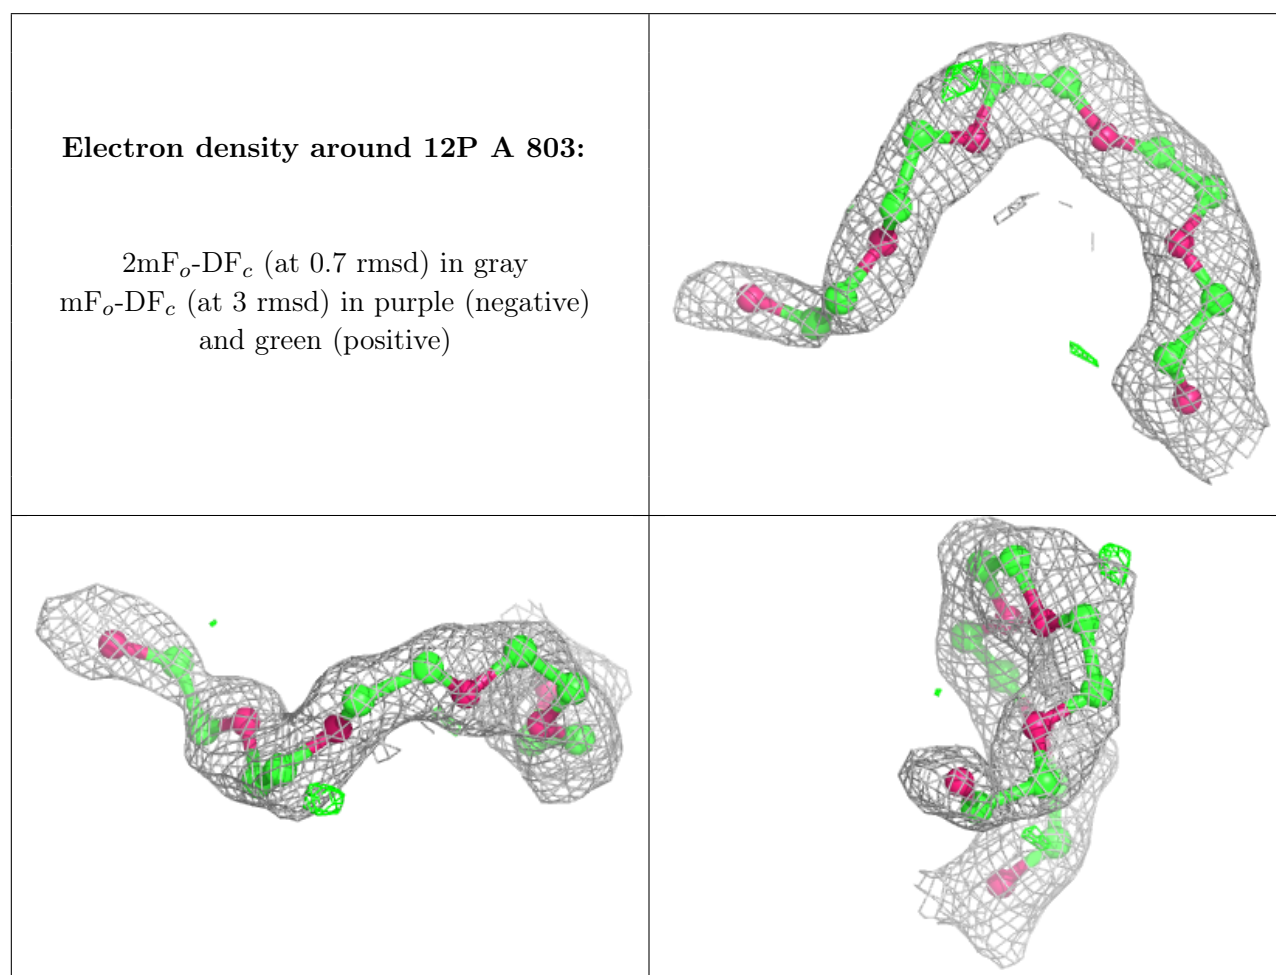 Electron density around 12P A 803:
2mFo-DFc (at 0.7 rmsd) in gray
mFo-DFc (at 3 rmsd) in purple (negative)
and green (positive)